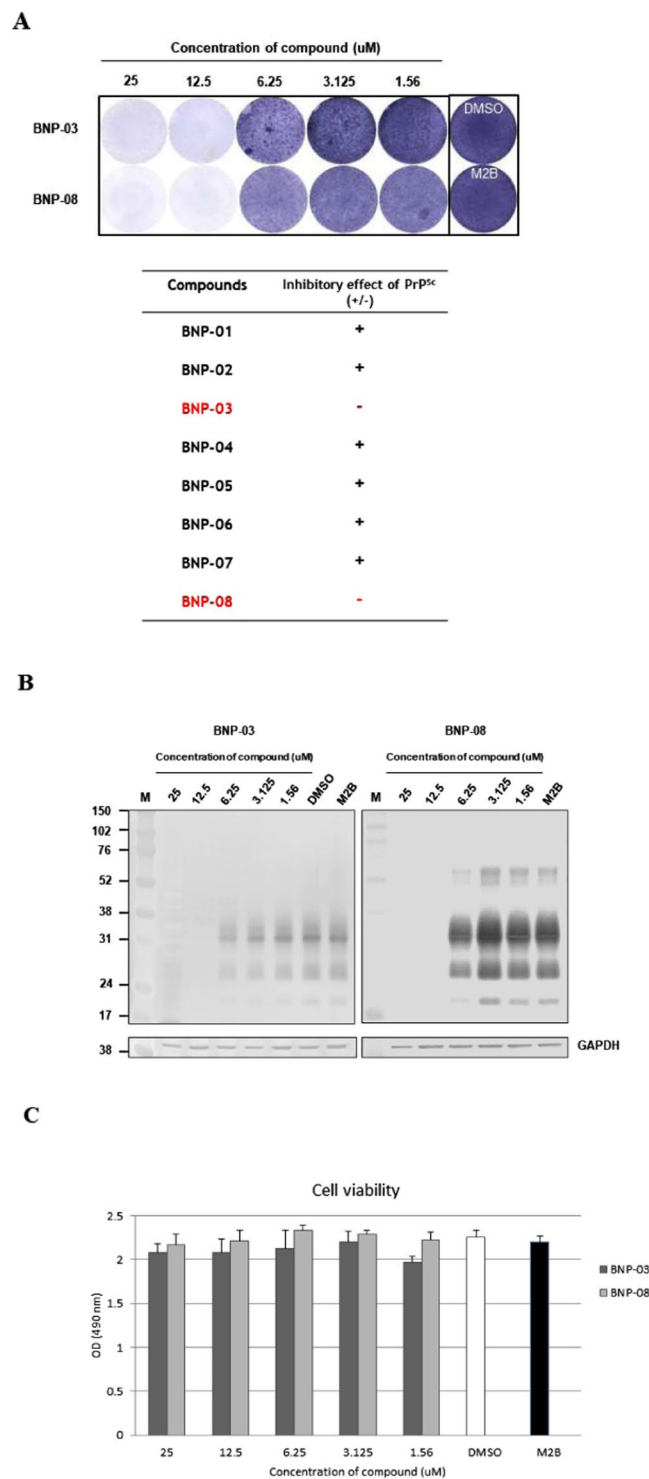 A
Concentration of compound (uM)
25 12.5 6.25 3.125 1.56
BNP-03 DMSO
BNP-08 M2B
Compounds Inhibitory effect of PrPSc
(+/-)
BNP-01 +
BNP-02 +
BNP-03 -
BNP-04 +
BNP-05 +
BNP-06 +
BNP-07 +
BNP-08 -
B
BNP-03 BNP-08
Concentration of compound (uM) Concentration of compound (uM)
M 25 12.5 6.25 3.125 1.56 DMSO M2B M 25 12.5 6.25 3.125 1.56 M2B
150
102
76
52
38
31
24
17
38 GAPDH
C
Cell viability
2.5
2
1.5
1
0.5
0
OD (490 nm)
BNP-03
BNP-08
25 12.5 6.25 3.125 1.56 DMSO M2B
Concentration of compound (uM)